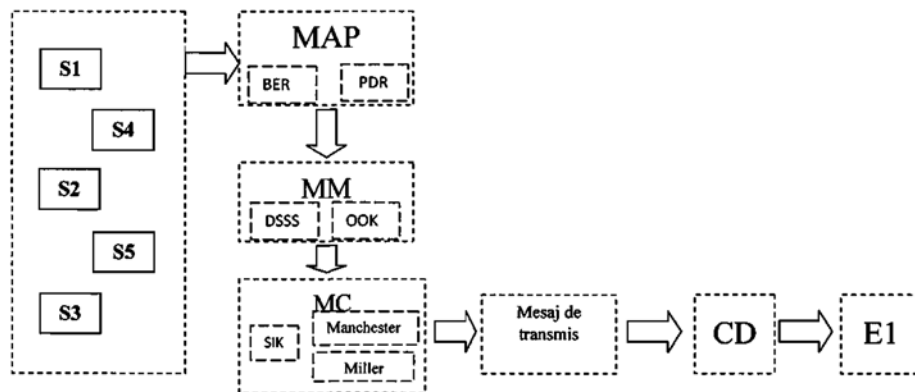 S1
S4
S2
S5
S3
MAP
BER
PDR
MM
DSSS
OOK
MC
SIK
Manchester
Miller
Mesaj de
transmis
CD
E1